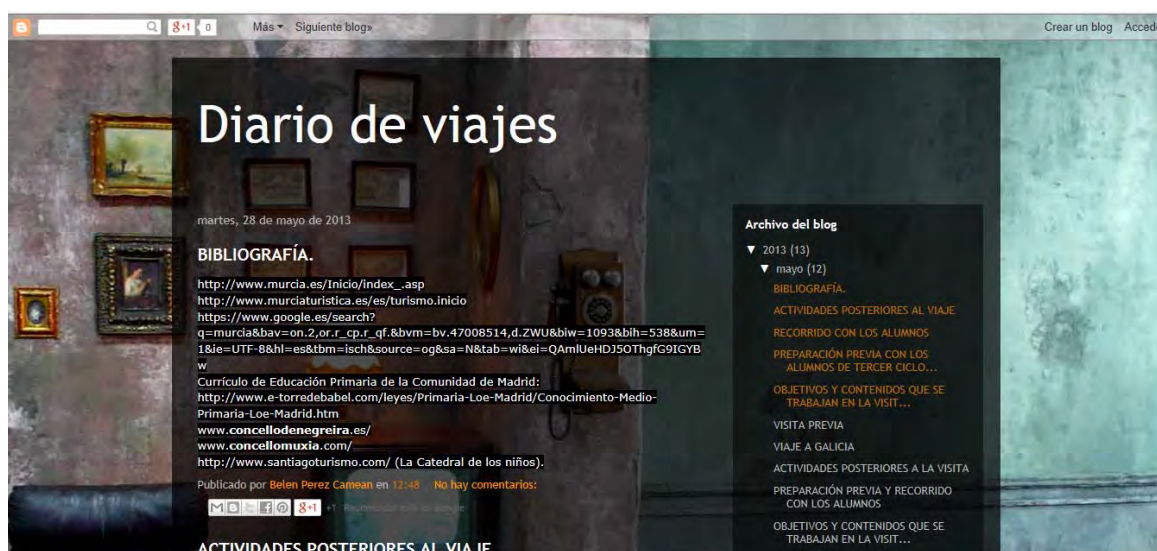 8+1 0 Más Siguiente blog» Crear un blog Accede
Diario de viajes
martes, 28 de mayo de 2013
BIBLIOGRAFÍA.
http://www.murcia.es/Inicio/index_.asp
http://www.murciaturistica.es/es/turismo.inicio
https://www.google.es/search?
q=murcia&bav=on.2,or.r_cp.r_qf.&bvm=bv.47008514,d.ZWU&biw=1093&bih=538&um=
1&ie=UTF-8&hl=es&tbm=isch&source=og&sa=N&tab=wi&ei=QAmlUeHDJ5OThgfG9IGYB
w
Currículo de Educación Primaria de la Comunidad de Madrid:
http://www.e-torredebabel.com/leyes/Primaria-Loe-Madrid/Conocimiento-Medio-
Primaria-Loe-Madrid.htm
www.concellodenegreira.es/
www.concellomuxia.com/
http://www.santiagoturismo.com/ (La Catedral de los niños).
Publicado por Belen Perez Camean en 12:48 No hay comentarios:
8+1 +1
ACTIVIDADES POSTERIORES AL VIAJE
Archivo del blog
▼ 2013 (13)
▼ mayo (12)
BIBLIOGRAFÍA.
ACTIVIDADES POSTERIORES AL VIAJE
RECORRIDO CON LOS ALUMNOS
PREPARACIÓN PREVIA CON LOS
ALUMNOS DE TERCER CICLO...
OBJETIVOS Y CONTENIDOS QUE SE
TRABAJAN EN LA VISIT...
VISITA PREVIA
VIAJE A GALICIA
ACTIVIDADES POSTERIORES A LA VISITA
PREPARACIÓN PREVIA Y RECORRIDO
CON LOS ALUMNOS
OBJETIVOS Y CONTENIDOS QUE SE
TRABAJAN EN LA VISIT...